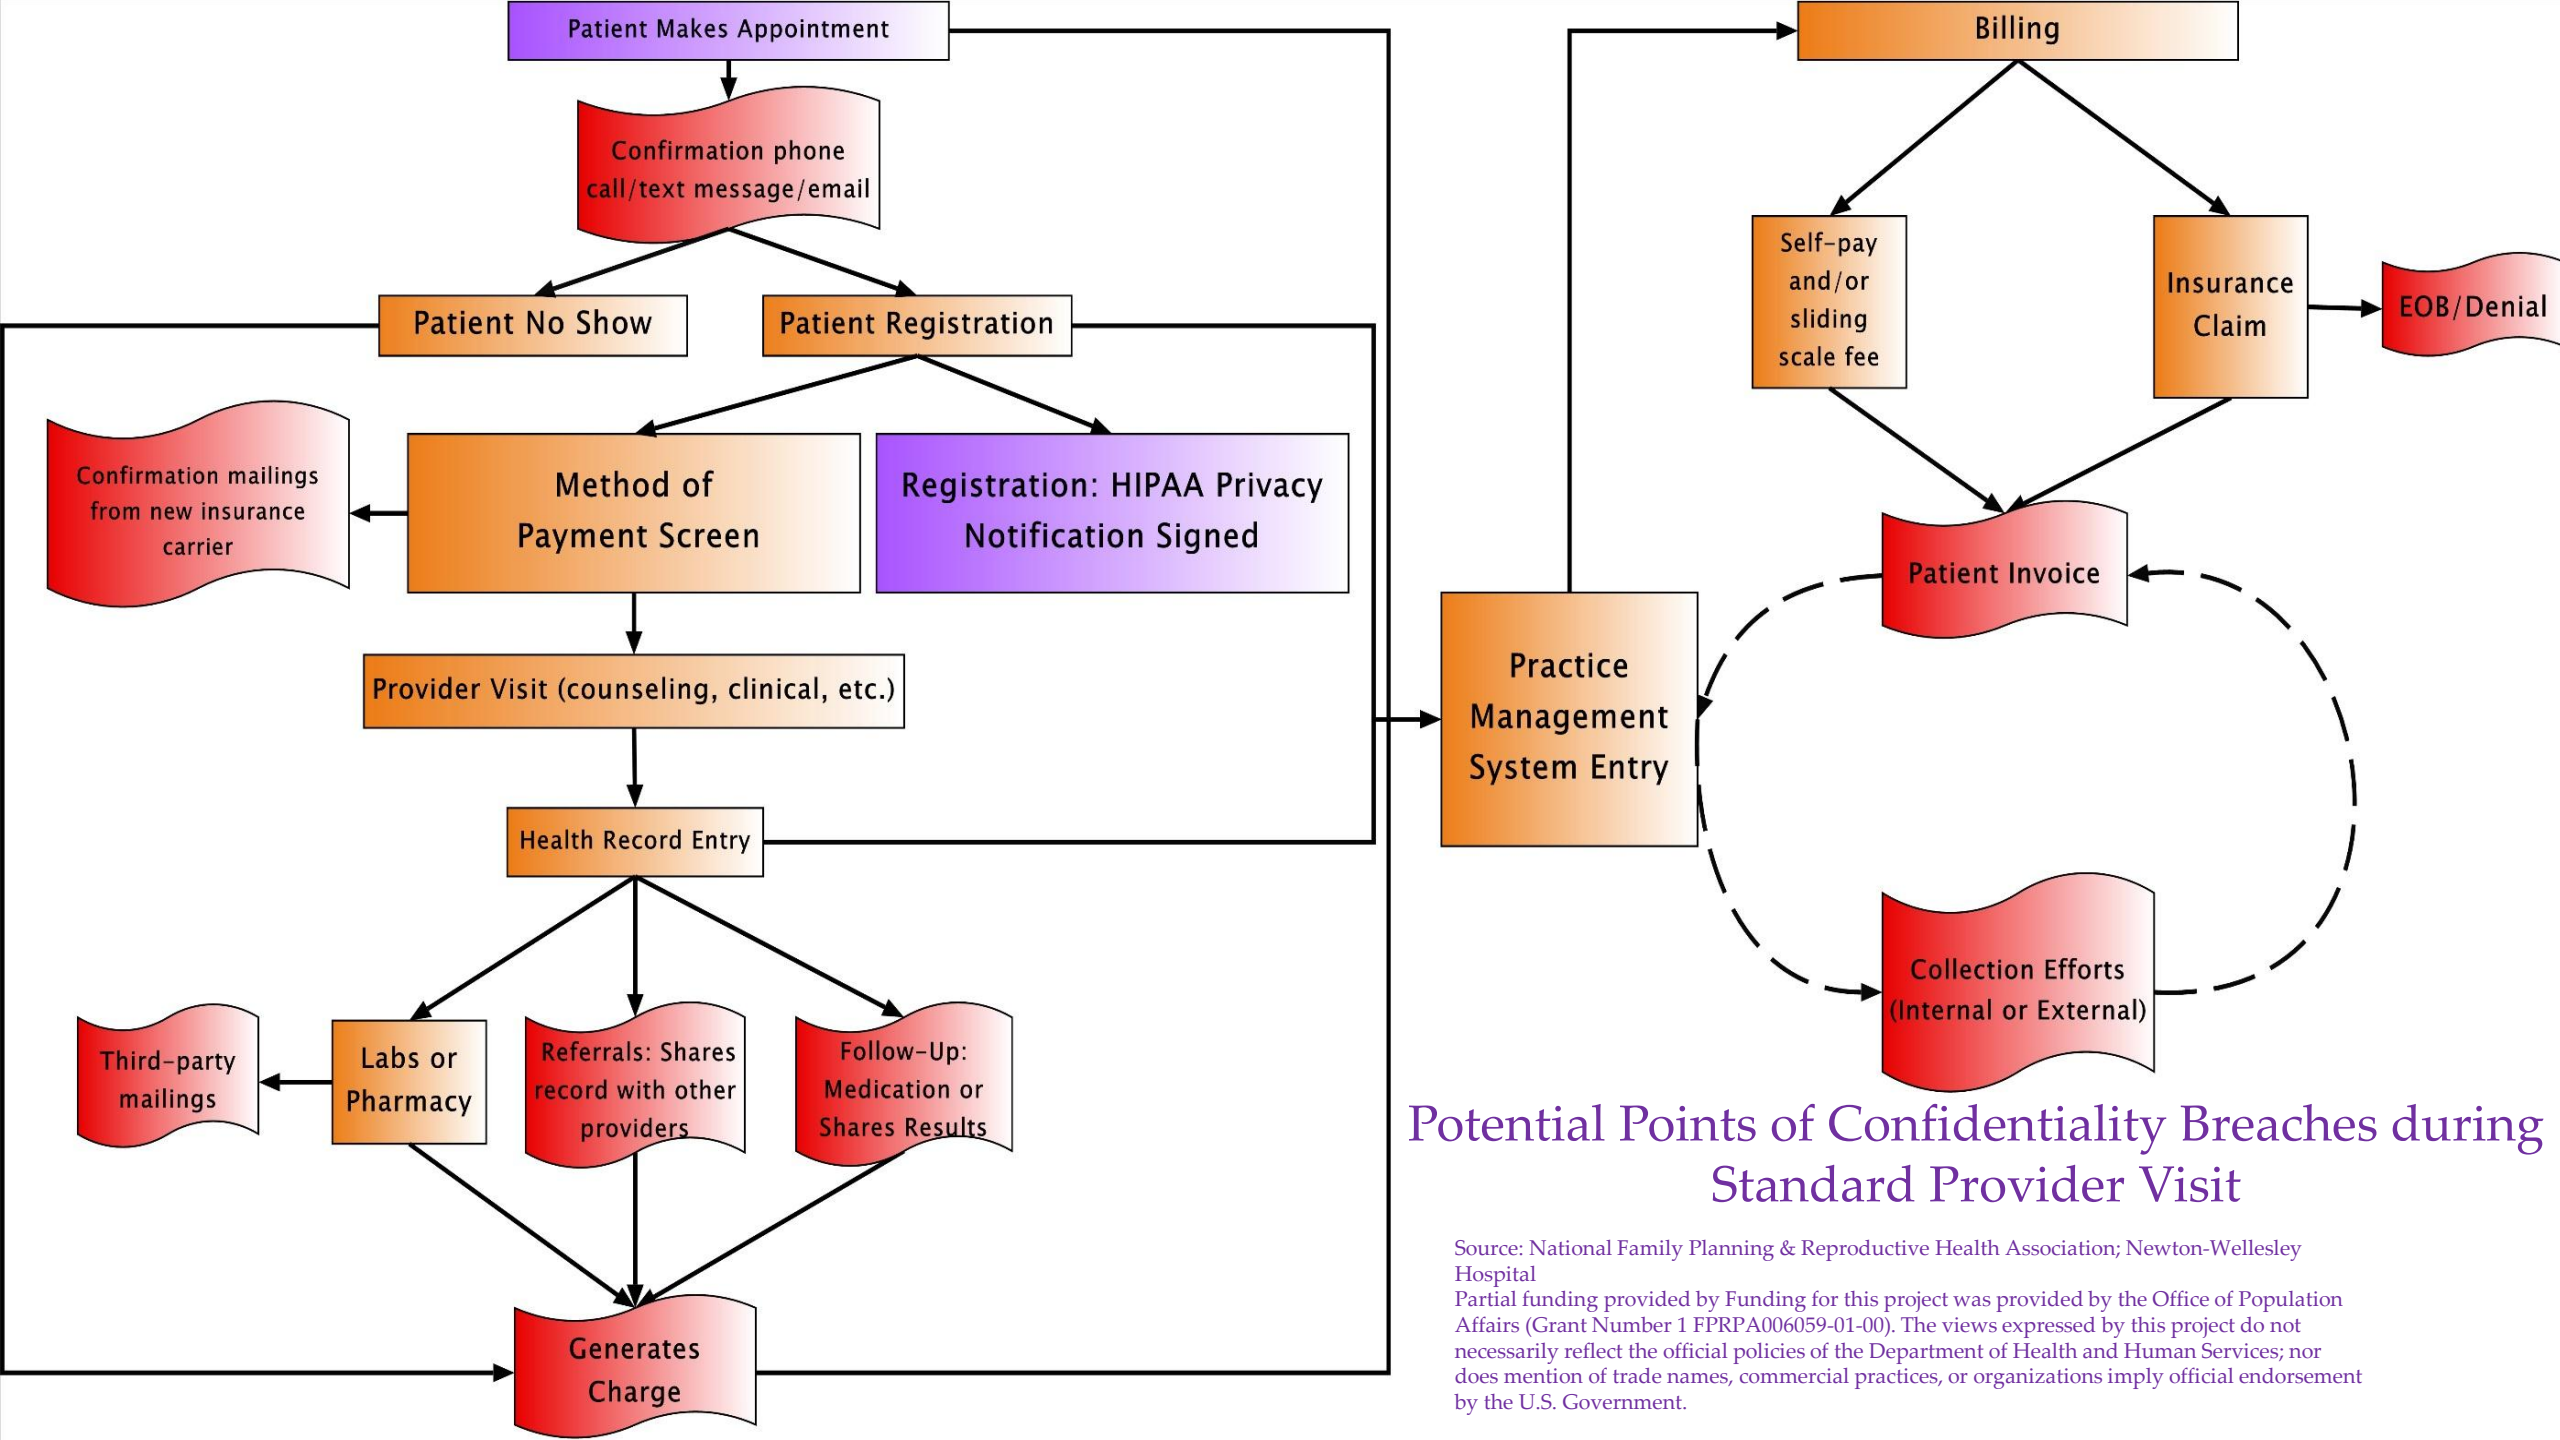 Patient Makes Appointment
Confirmation phone
call/text message/email
Patient No Show
Patient Registration
Confirmation mailings
from new insurance
carrier
Method of
Payment Screen
Registration: HIPAA Privacy
Notification Signed
Provider Visit (counseling, clinical, etc.)
Health Record Entry
Third-party
mailings
Labs or
Pharmacy
Referrals: Shares
record with other
providers
Follow-Up:
Medication or
Shares Results
Generates
Charge
Practice
Management
System Entry
Billing
Self-pay
and/or
sliding
scale fee
Insurance
Claim
EOB/Denial
Patient Invoice
Collection Efforts
(Internal or External)
Potential Points of Confidentiality Breaches during
Standard Provider Visit
Source: National Family Planning & Reproductive Health Association; Newton-Wellesley
Hospital
Partial funding provided by Funding for this project was provided by the Office of Population
Affairs (Grant Number 1 FPRPA006059-01-00). The views expressed by this project do not
necessarily reflect the official policies of the Department of Health and Human Services; nor
does mention of trade names, commercial practices, or organizations imply official endorsement
by the U.S. Government.